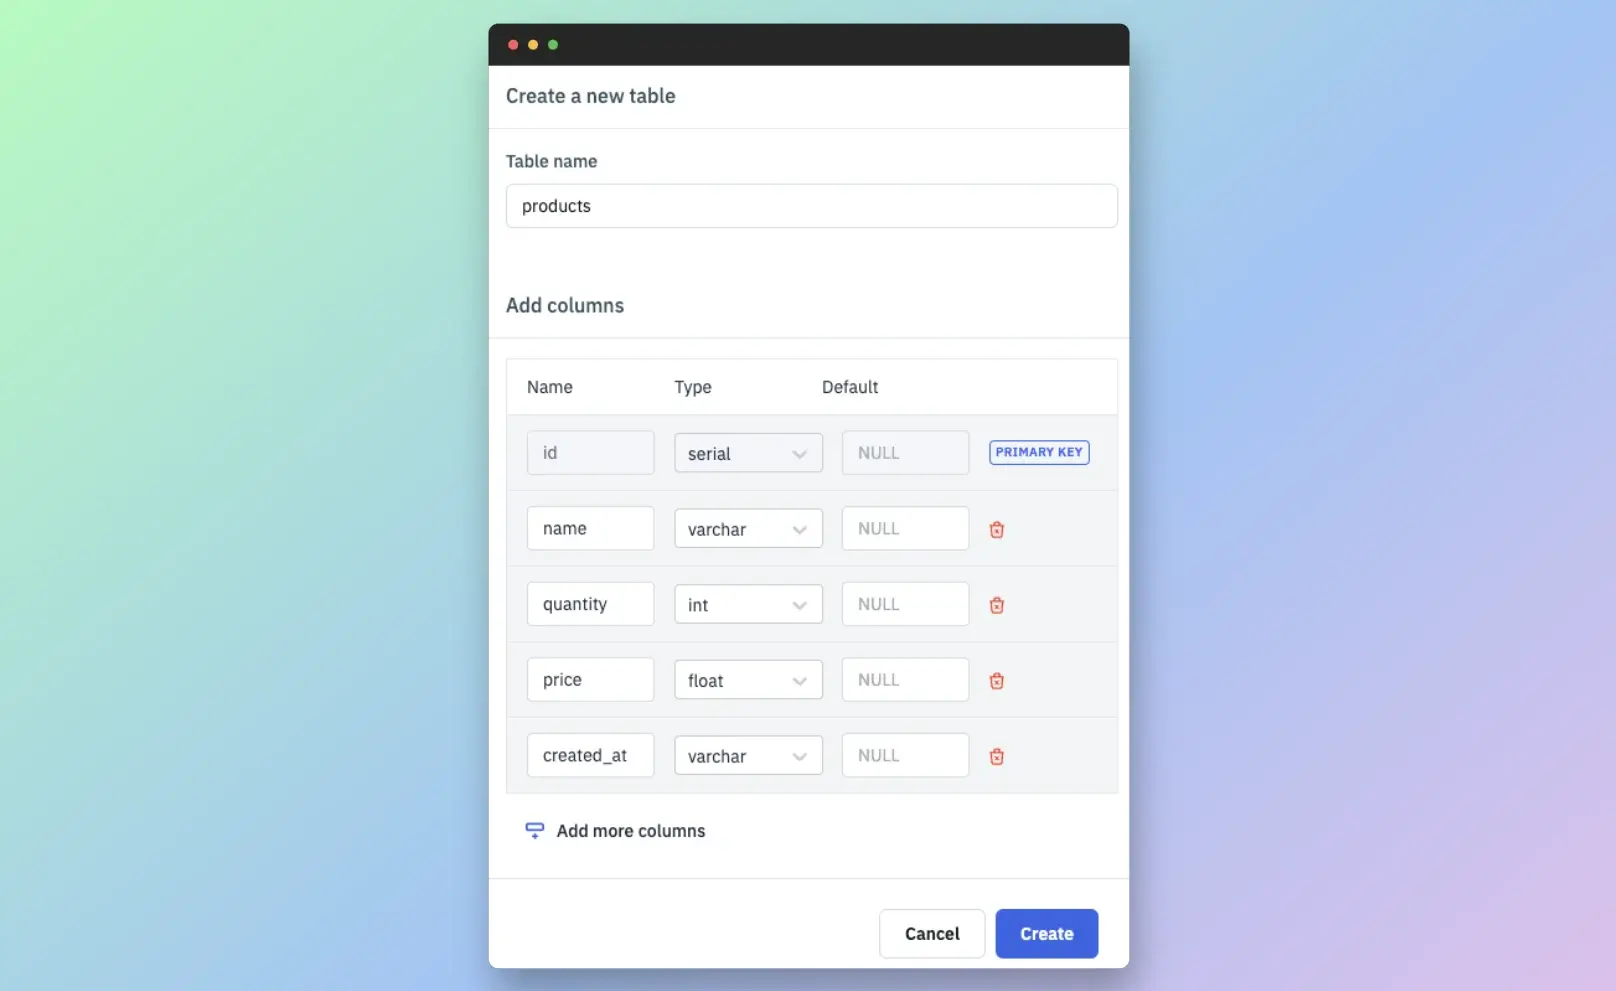 Create a new table
Table name
products
Add columns
Name Type Default
id serial NULL PRIMARY KEY
name varchar NULL
quantity int NULL
price float NULL
created_at varchar NULL
Add more columns
Cancel Create